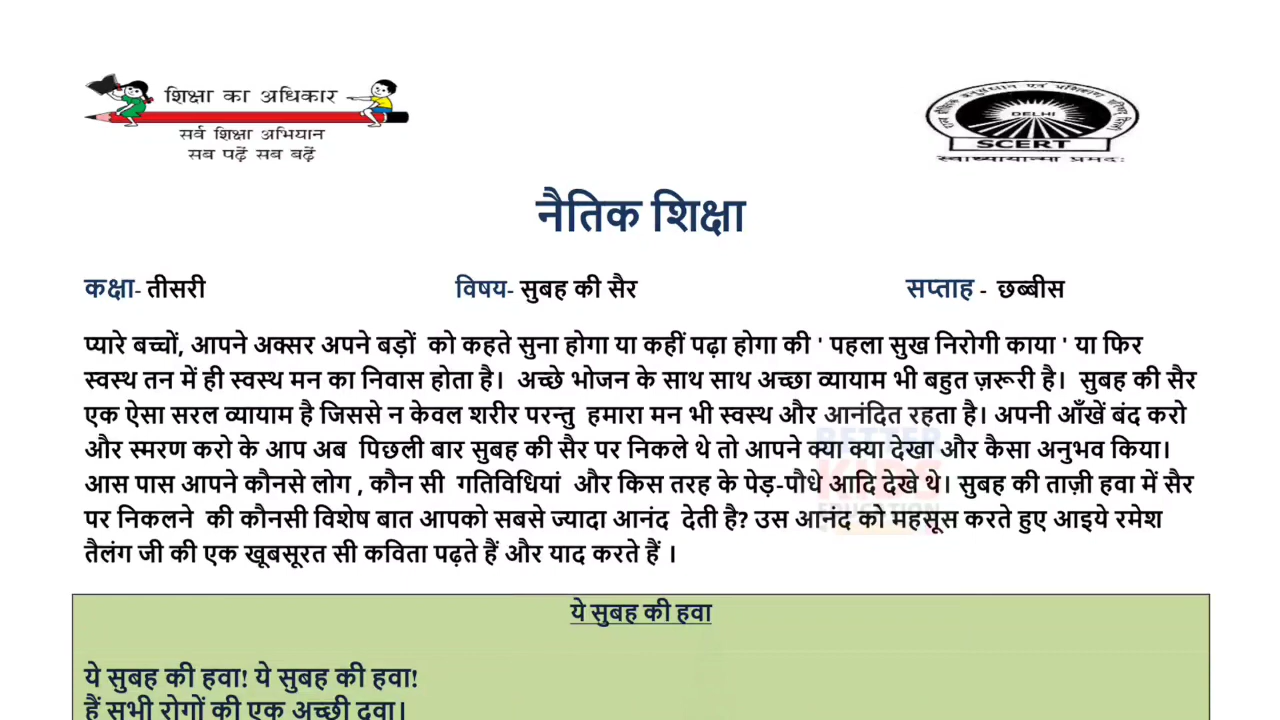 शिक्षा का अधिकार
सर्व शिक्षा अभियान
सब पढ़ें सब बढ़ें
DELHI
SCERT
नैतिक शिक्षा
कक्षा- तीसरी विषय- सुबह की सैर सप्ताह - छब्बीस
प्यारे बच्चों, आपने अक्सर अपने बड़ों को कहते सुना होगा या कहीं पढ़ा होगा की ' पहला सुख निरोगी काया ' या फिर
स्वस्थ तन में ही स्वस्थ मन का निवास होता है। अच्छे भोजन के साथ साथ अच्छा व्यायाम भी बहुत ज़रूरी है। सुबह की सैर
एक ऐसा सरल व्यायाम है जिससे न केवल शरीर परन्तु हमारा मन भी स्वस्थ और आनंदित रहता है। अपनी आँखें बंद करो
और स्मरण करो के आप अब पिछली बार सुबह की सैर पर निकले थे तो आपने क्या क्या देखा और कैसा अनुभव किया।
आस पास आपने कौनसे लोग , कौन सी गतिविधियां और किस तरह के पेड़-पौधे आदि देखे थे। सुबह की ताज़ी हवा में सैर
पर निकलने की कौनसी विशेष बात आपको सबसे ज्यादा आनंद देती है? उस आनंद को महसूस करते हुए आइये रमेश
तैलंग जी की एक खूबसूरत सी कविता पढ़ते हैं और याद करते हैं ।
BETTER
KIDS
EDUCATION
ये सुबह की हवा
ये सुबह की हवा! ये सुबह की हवा!
हैं सभी रोगों की एक अच्छी दवा।